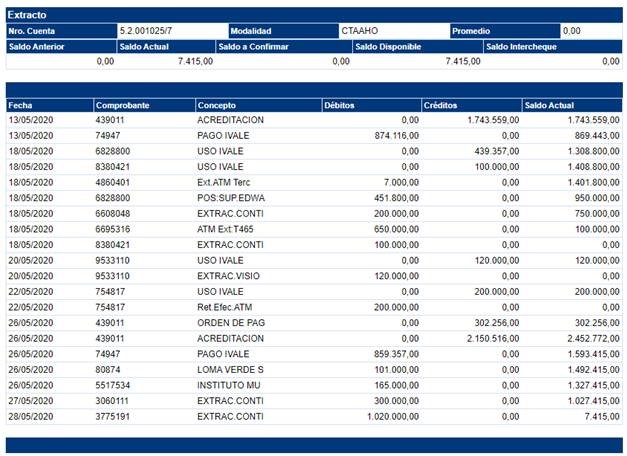 Extracto
Nro. Cuenta 5.2.001025/7 Modalidad CTAAHO Promedio 0,00
Saldo Anterior Saldo Actual Saldo a Confirmar Saldo Disponible Saldo Intercheque
0,00 7.415,00 0,00 7.415,00 0,00
Fecha Comprobante Concepto Débitos Créditos Saldo Actual
13/05/2020 439011 ACREDITACION 0,00 1.743.559,00 1.743.559,00
13/05/2020 74947 PAGO IVALE 874.116,00 0,00 869.443,00
18/05/2020 6828800 USO IVALE 0,00 439.357,00 1.308.800,00
18/05/2020 8380421 USO IVALE 0,00 100.000,00 1.408.800,00
18/05/2020 4860401 Ext.ATM Terc 7.000,00 0,00 1.401.800,00
18/05/2020 6828800 POS:SUP.EDWA 451.800,00 0,00 950.000,00
18/05/2020 6608048 EXTRAC.CONTI 200.000,00 0,00 750.000,00
18/05/2020 6695316 ATM Ext:T465 650.000,00 0,00 100.000,00
18/05/2020 8380421 EXTRAC.CONTI 100.000,00 0,00 0,00
20/05/2020 9533110 USO IVALE 0,00 120.000,00 120.000,00
20/05/2020 9533110 EXTRAC.VISIO 120.000,00 0,00 0,00
22/05/2020 754817 USO IVALE 0,00 200.000,00 200.000,00
22/05/2020 754817 Ret.Efec.ATM 200.000,00 0,00 0,00
26/05/2020 439011 ORDEN DE PAG 0,00 302.256,00 302.256,00
26/05/2020 439011 ACREDITACION 0,00 2.150.516,00 2.452.772,00
26/05/2020 74947 PAGO IVALE 859.357,00 0,00 1.593.415,00
26/05/2020 80874 LOMA VERDE S 101.000,00 0,00 1.492.415,00
26/05/2020 5517534 INSTITUTO MU 165.000,00 0,00 1.327.415,00
27/05/2020 3060111 EXTRAC.CONTI 300.000,00 0,00 1.027.415,00
28/05/2020 3775191 EXTRAC.CONTI 1.020.000,00 0,00 7.415,00